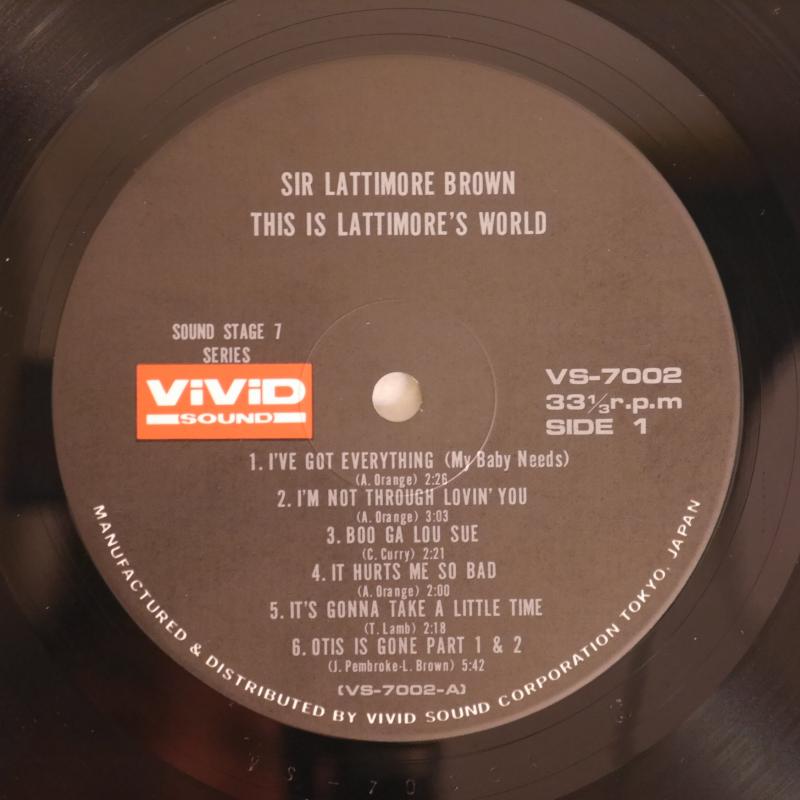 SIR LATTIMORE BROWN
THIS IS LATTIMORE'S WORLD
SOUND STAGE 7
SERIES
ViViD
SOUND
VS-7002
33 1/3 r.p.m
SIDE 1
1. I'VE GOT EVERYTHING (My Baby Needs)
(A. Orange) 2:26
2. I'M NOT THROUGH LOVIN' YOU
(A. Orange) 3:03
3. BOO GA LOU SUE
(C. Curry) 2:21
4. IT HURTS ME SO BAD
(A. Orange) 2:00
5. IT'S GONNA TAKE A LITTLE TIME
(T. Lamb) 2:18
6. OTIS IS GONE PART 1 & 2
(J. Pembroke-L. Brown) 5:42
(VS-7002-A)
MANUFACTURED & DISTRIBUTED BY VIVID SOUND CORPORATION TOKYO, JAPAN